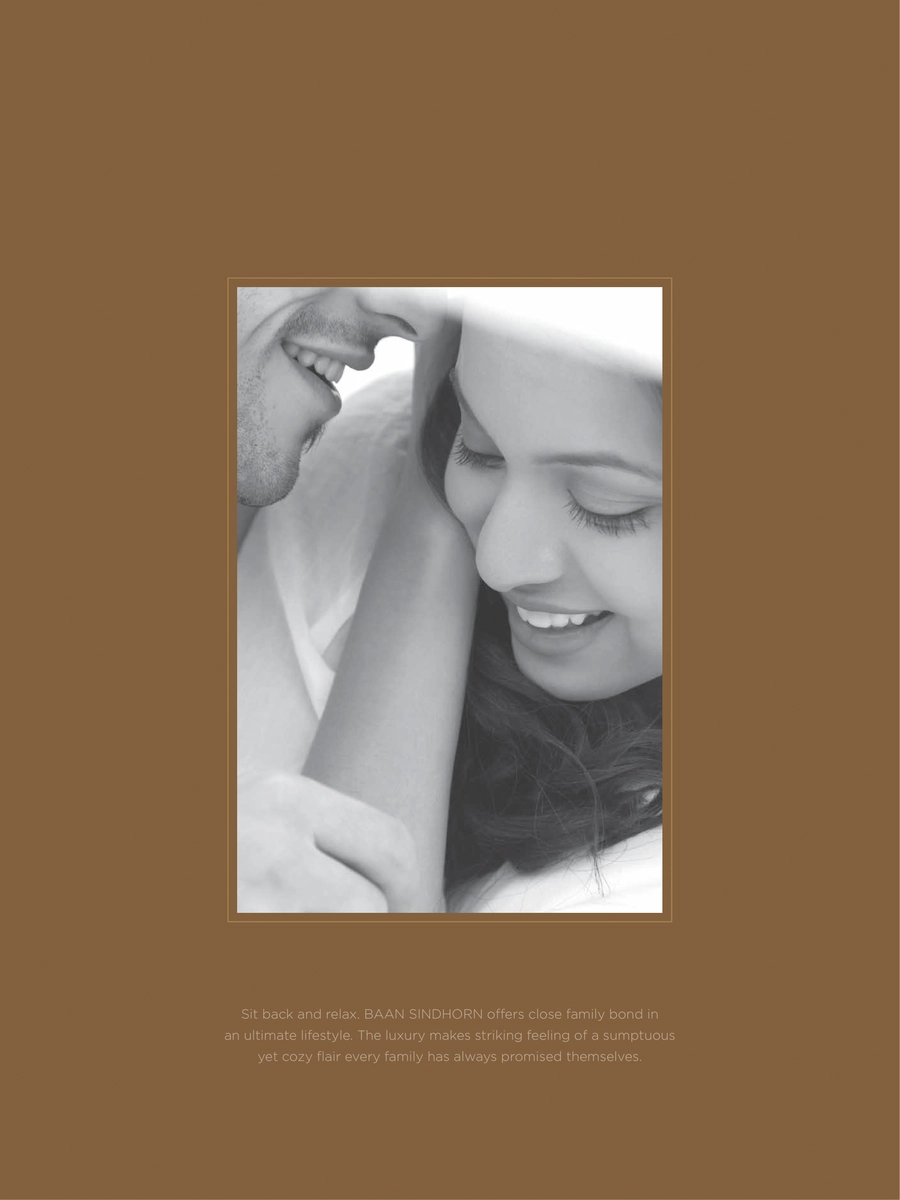 Sit back and relax. BAAN SINDHORN offers close family bond in
an ultimate lifestyle. The luxury makes striking feeling of a sumptuous
yet cozy flair every family has always promised themselves.